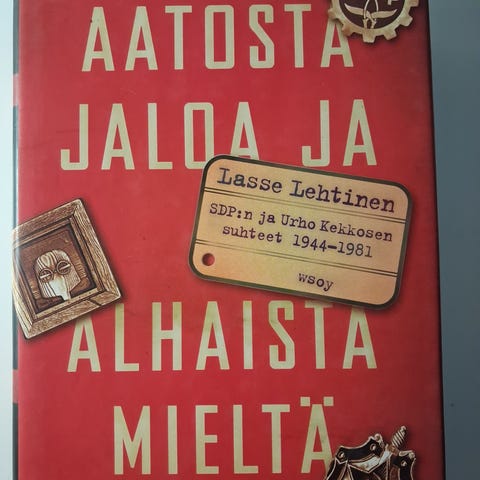 AATOSTA
JALOA JA
Lasse Lehtinen
SDP:n ja Urho Kekkosen
suhteet 1944-1981
wsoy
ALHAISTA
MIELTÄ